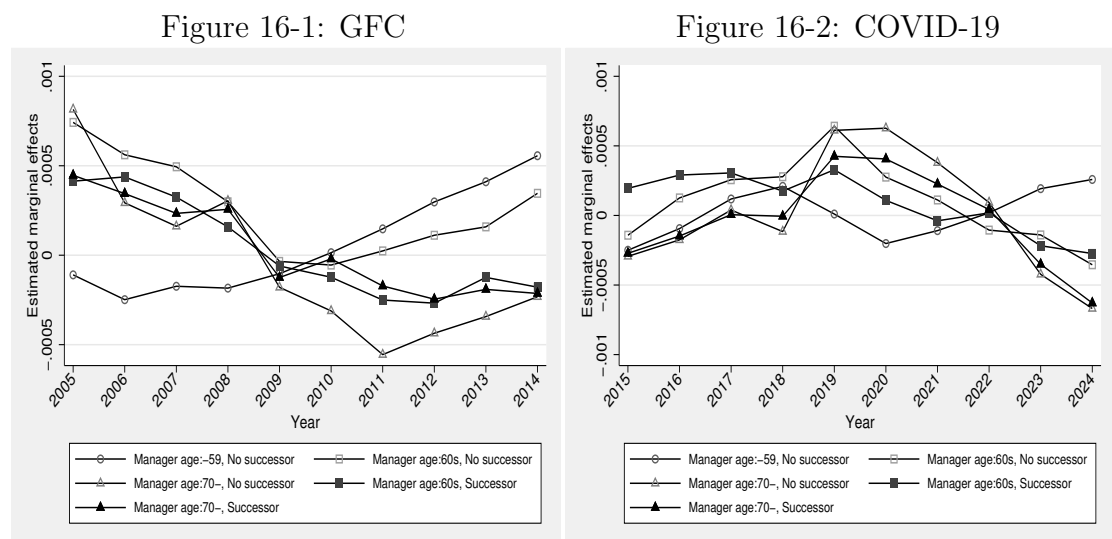 Figure 16-1: GFC
Estimated marginal effects
.001
.0005
0
−.0005
2005 2006 2007 2008 2009 2010 2011 2012 2013 2014
Year
Manager age:−59, No successor Manager age:60s, No successor
Manager age:70−, No successor Manager age:60s, Successor
Manager age:70−, Successor
Figure 16-2: COVID-19
Estimated marginal effects
.001
.0005
0
−.0005
−.001
2015 2016 2017 2018 2019 2020 2021 2022 2023 2024
Year
Manager age:−59, No successor Manager age:60s, No successor
Manager age:70−, No successor Manager age:60s, Successor
Manager age:70−, Successor